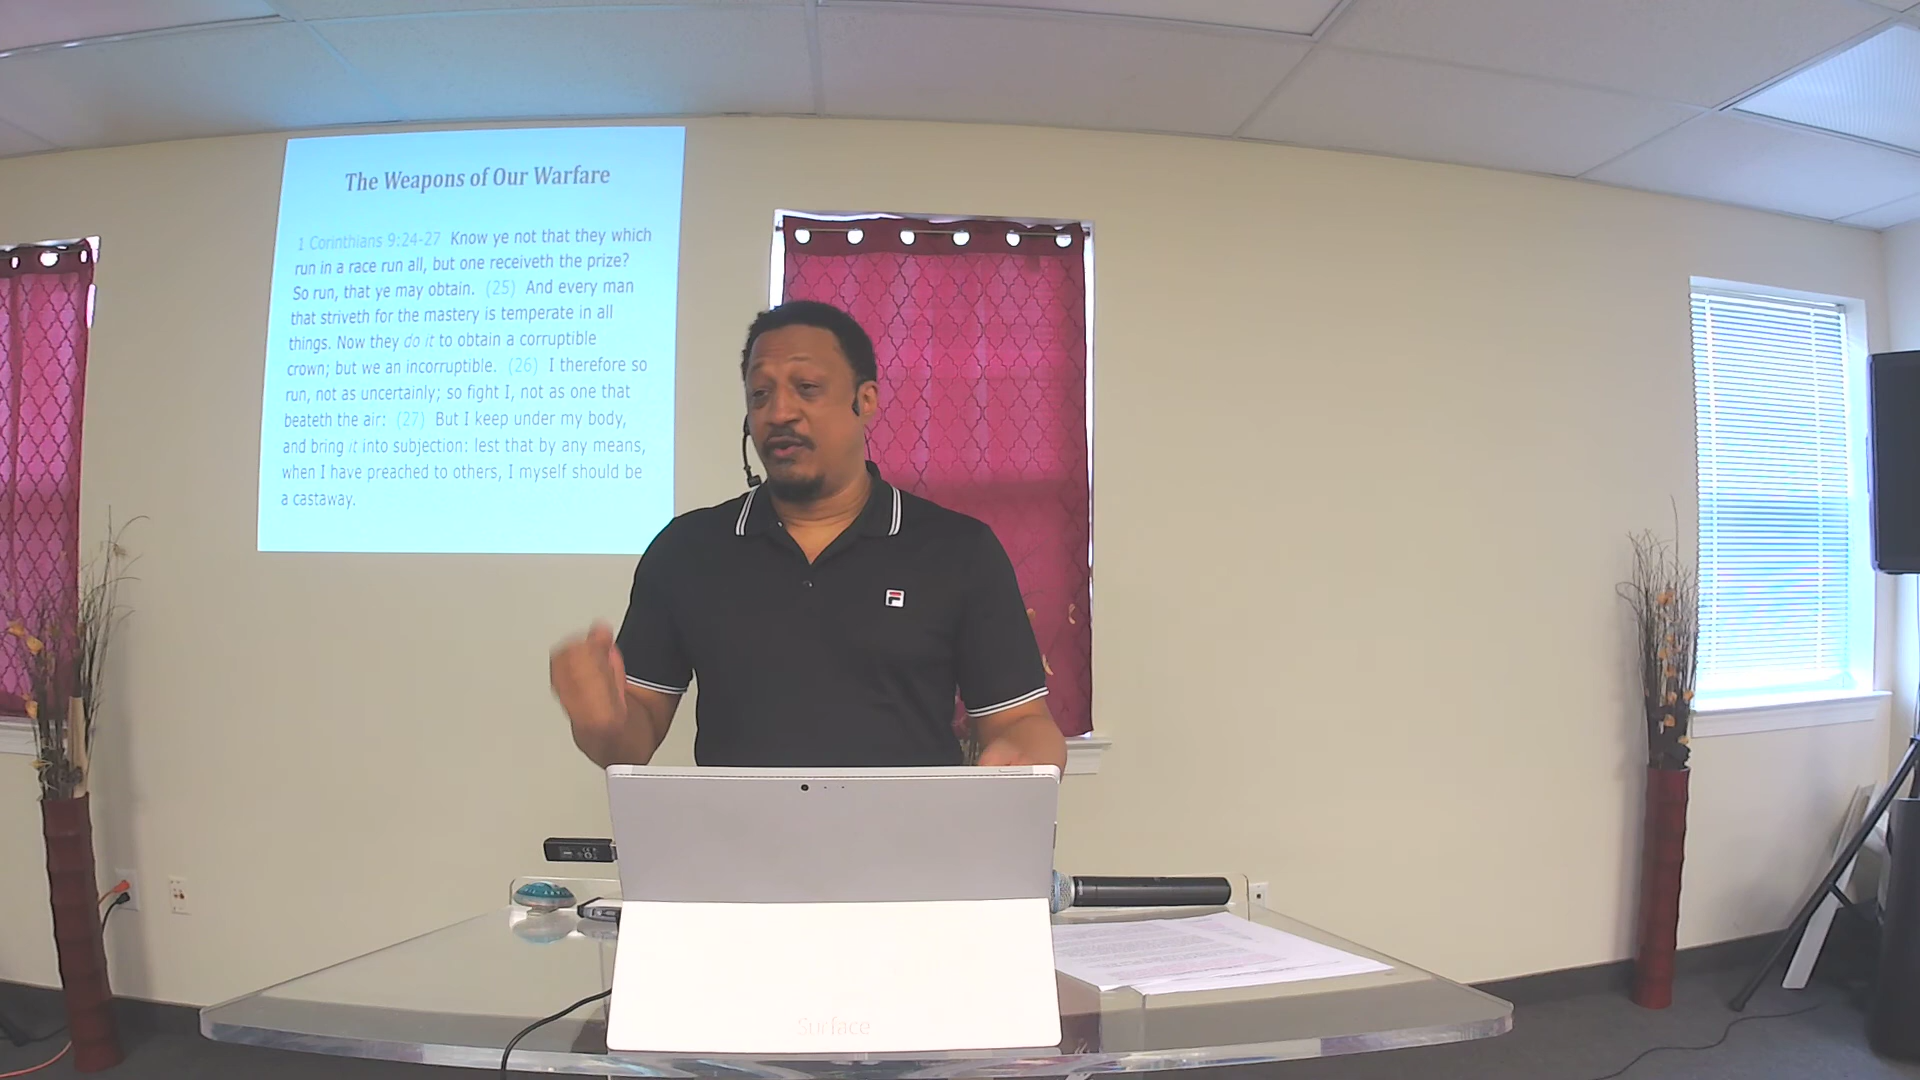 The Weapons of Our Warfare
1 Corinthians 9:24-27 Know ye not that they which
run in a race run all, but one receiveth the prize?
So run, that ye may obtain. (25) And every man
that striveth for the mastery is temperate in all
things. Now they do it to obtain a corruptible
crown; but we an incorruptible. (26) I therefore so
run, not as uncertainly; so fight I, not as one that
beateth the air: (27) But I keep under my body,
and bring it into subjection: lest that by any means,
when I have preached to others, I myself should be
a castaway.
Surface